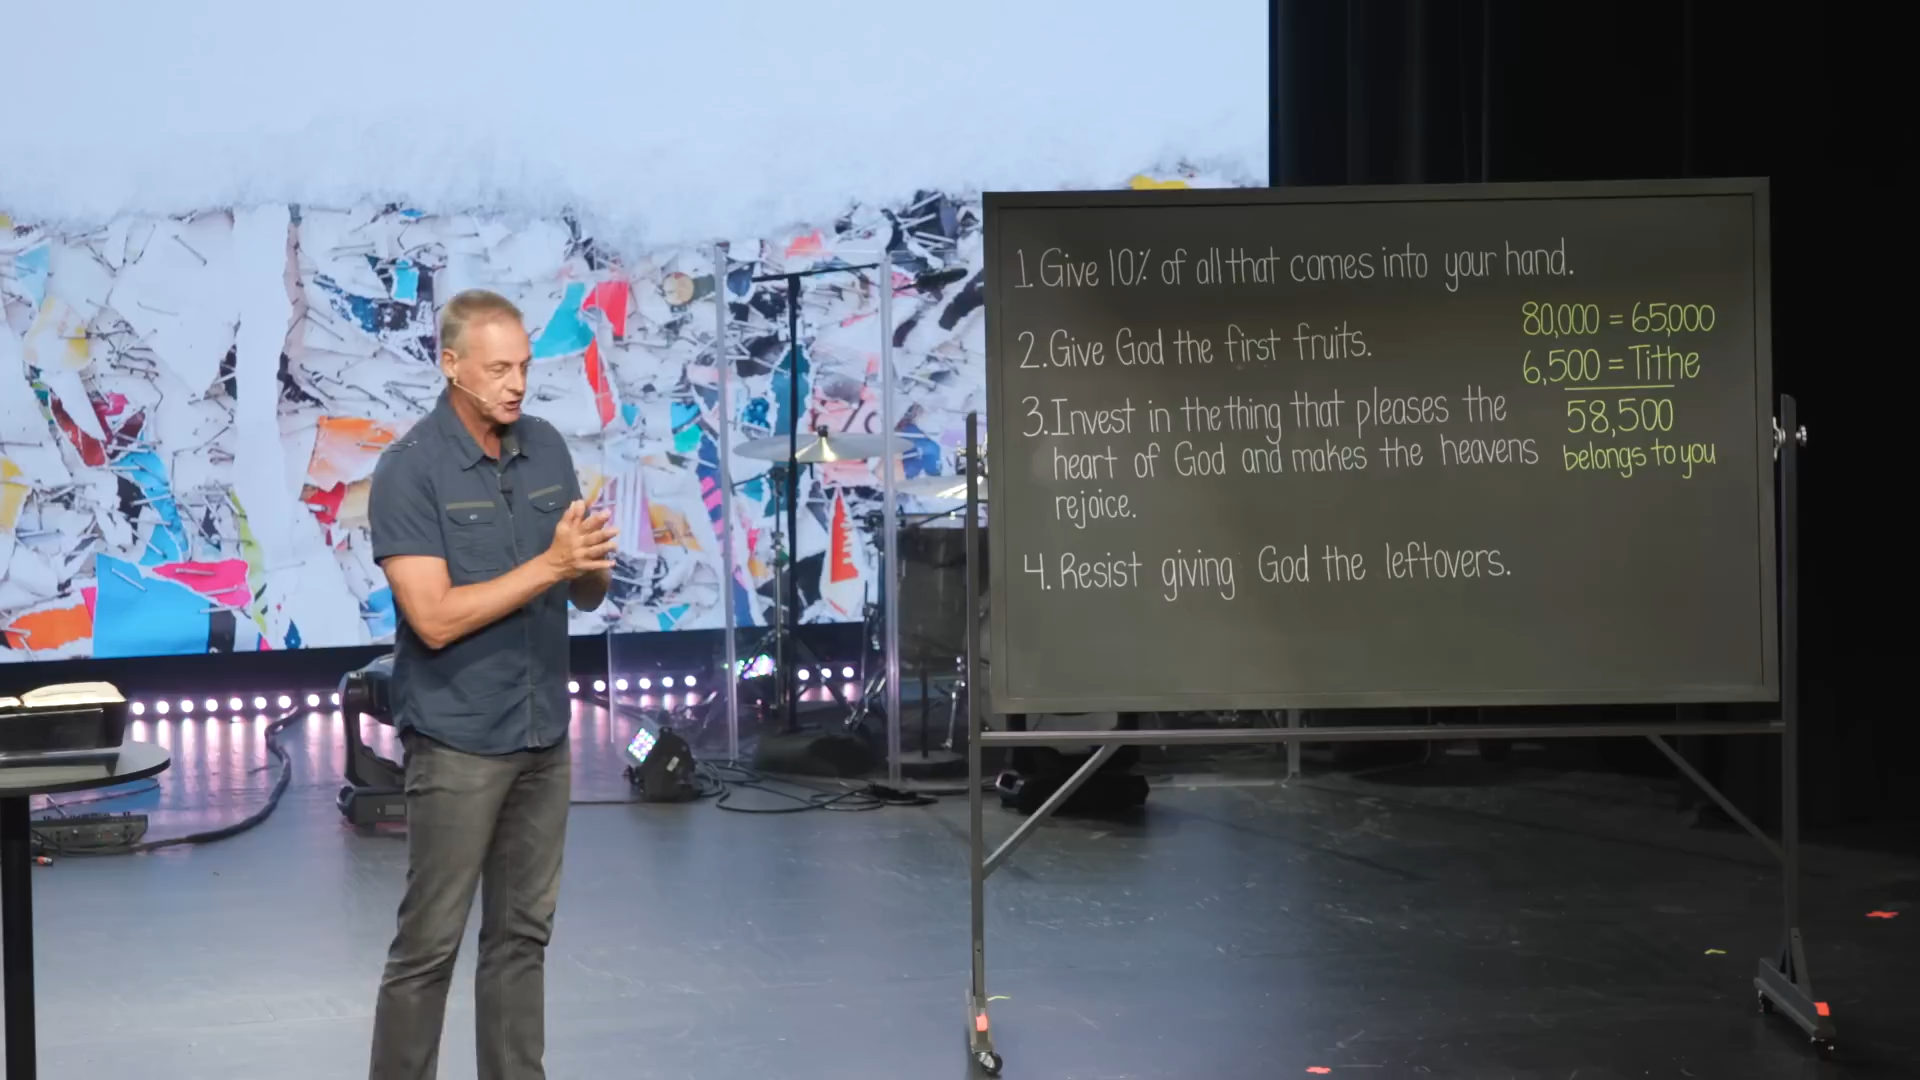 1. Give 10% of all that comes into your hand.
80,000 = 65,000
2. Give God the first fruits.
6,500 = Tithe
3. Invest in the thing that pleases the
58,500
heart of God and makes the heavens
belongs to you
rejoice.
4. Resist giving God the leftovers.